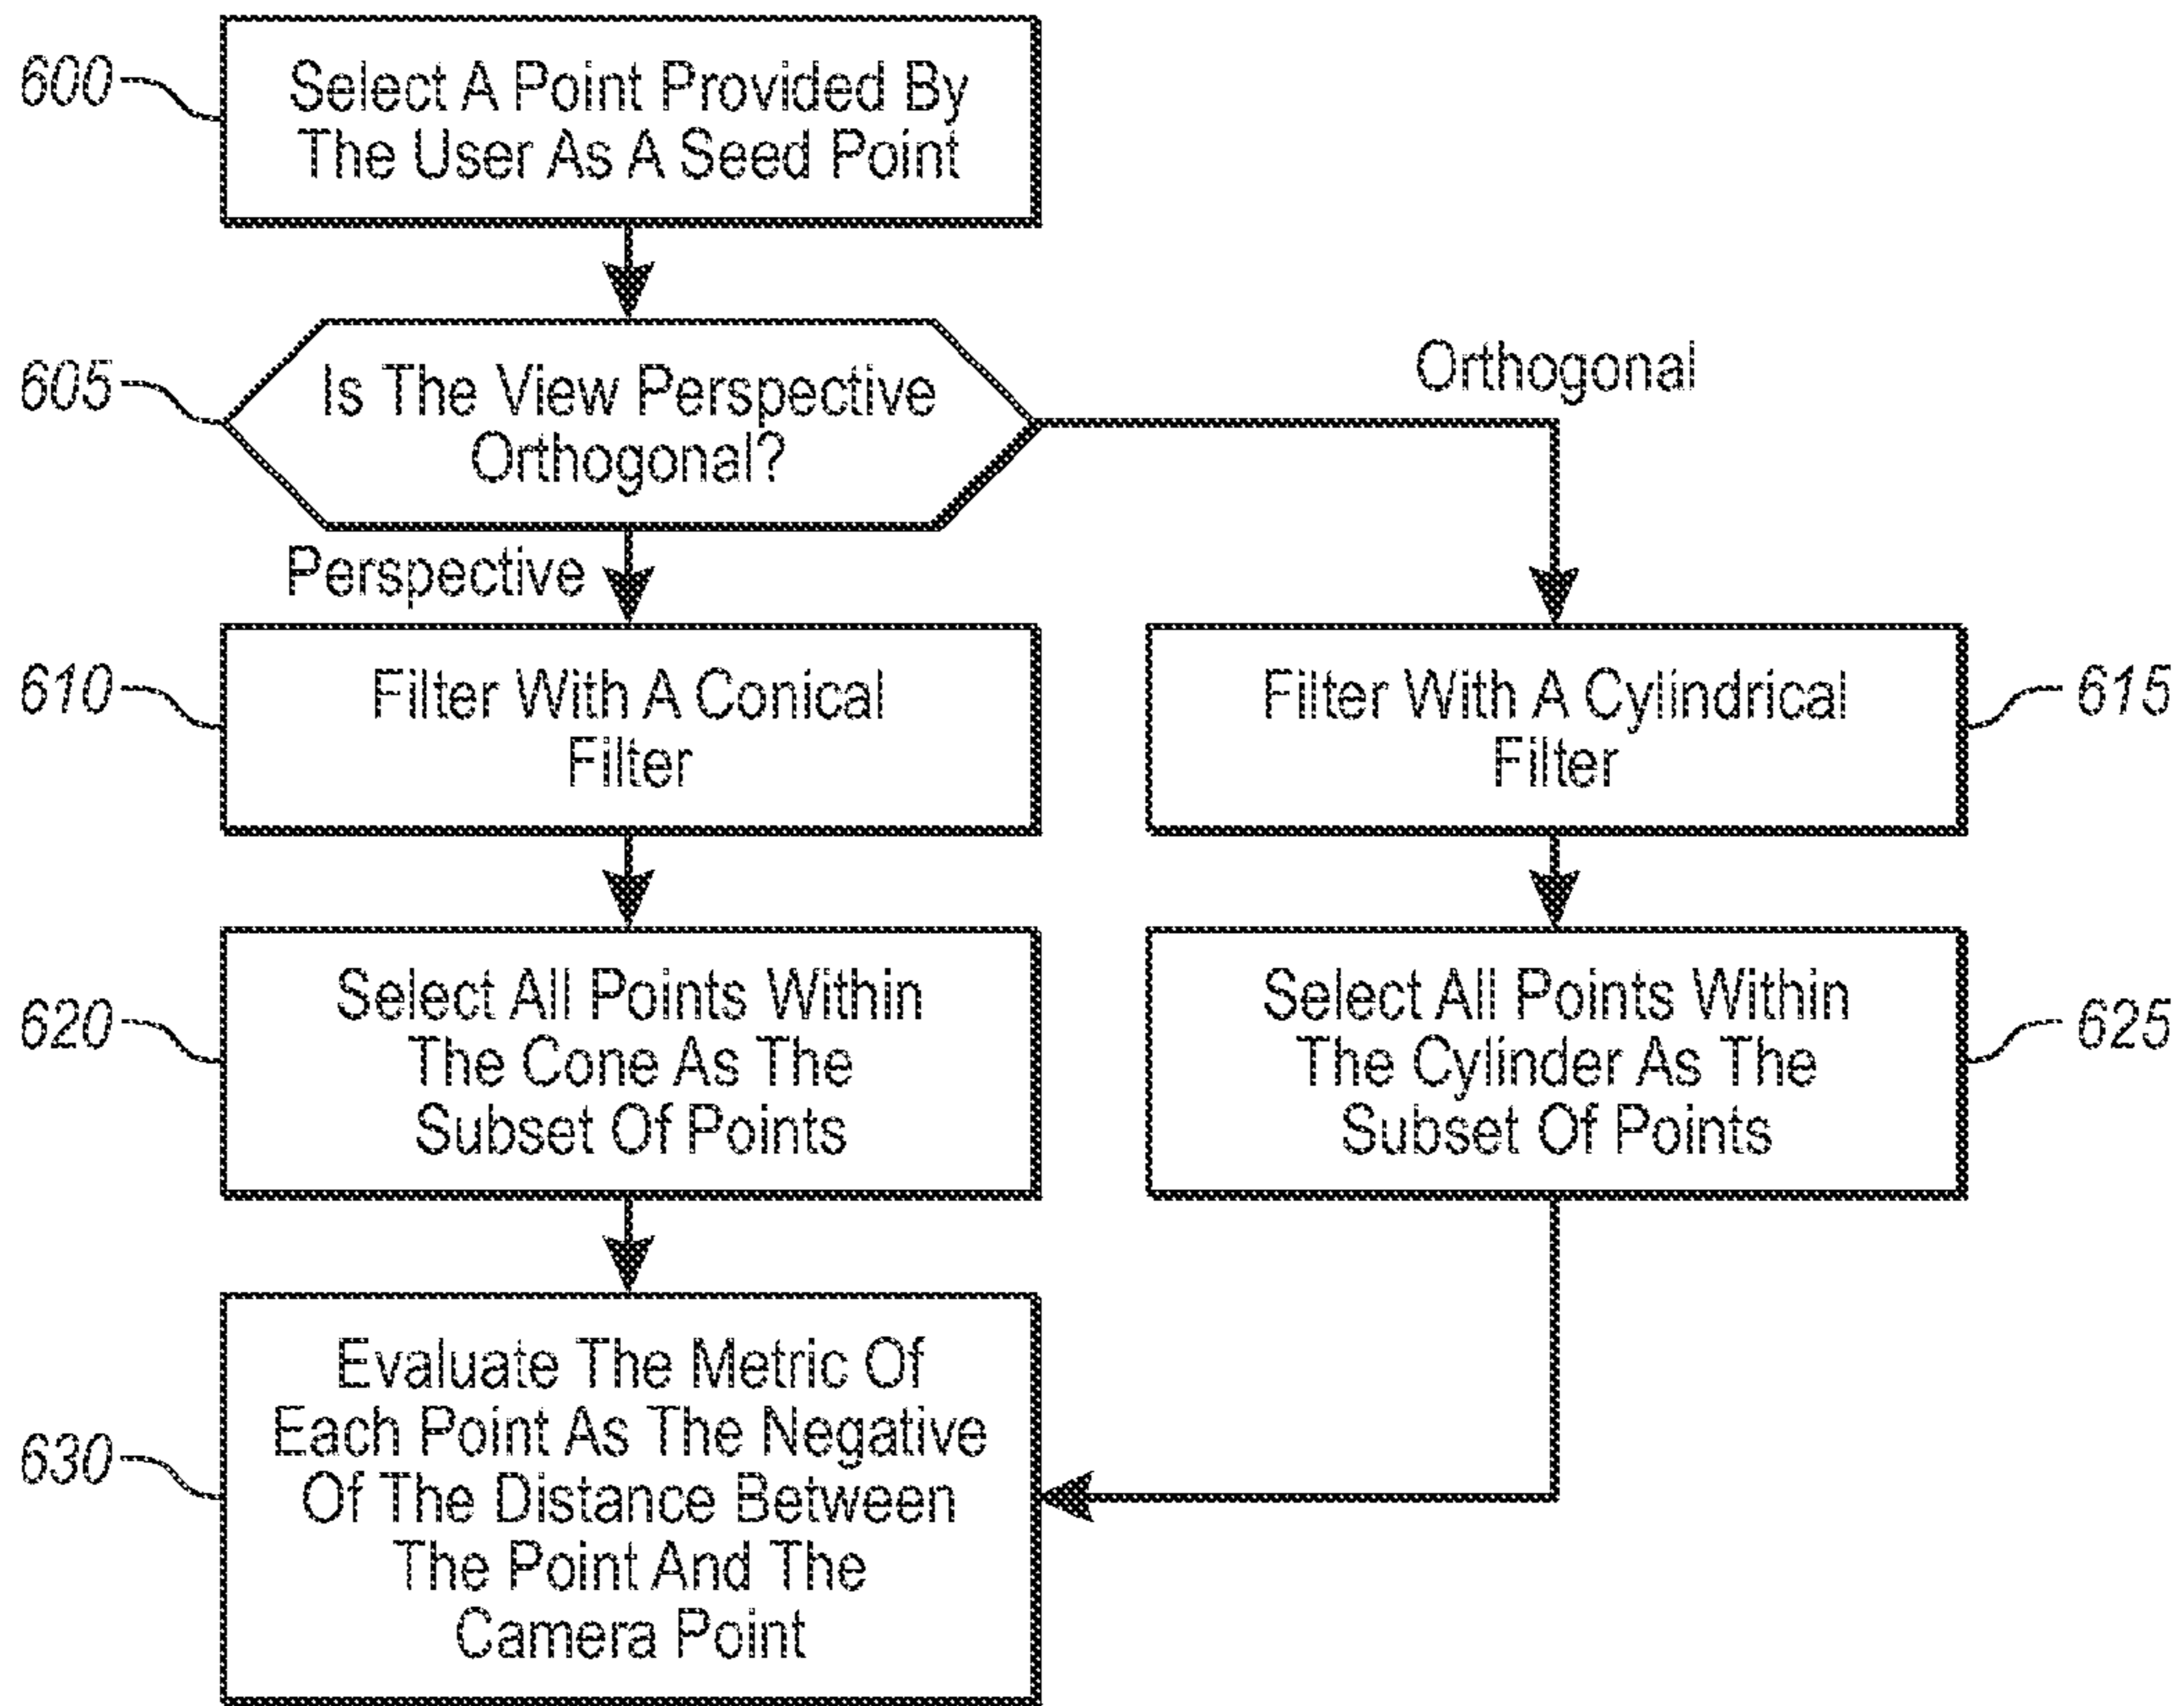 600
Select A Point Provided By
The User As A Seed Point
605
Is The View Perspective
Orthogonal?
Orthogonal
Perspective
610
Filter With A Conical
Filter
Filter With A Cylindrical
Filter
615
620
Select All Points Within
The Cone As The
Subset Of Points
Select All Points Within
The Cylinder As The
Subset Of Points
625
630
Evaluate The Metric Of
Each Point As The Negative
Of The Distance Between
The Point And The
Camera Point